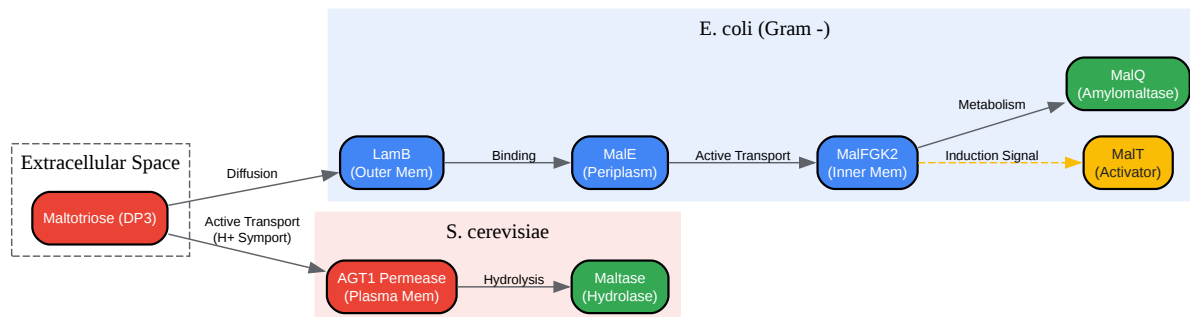 E. coli (Gram -)
MalQ
(Amylomaltase)
Metabolism
LamB
(Outer Mem)
Binding
MalE
(Periplasm)
Active Transport
MalFGK2
(Inner Mem)
Induction Signal
MalT
(Activator)
Extracellular Space
Maltotriose (DP3)
Diffusion
Active Transport
(H+ Symport)
S. cerevisiae
AGT1 Permease
(Plasma Mem)
Hydrolysis
Maltase
(Hydrolase)